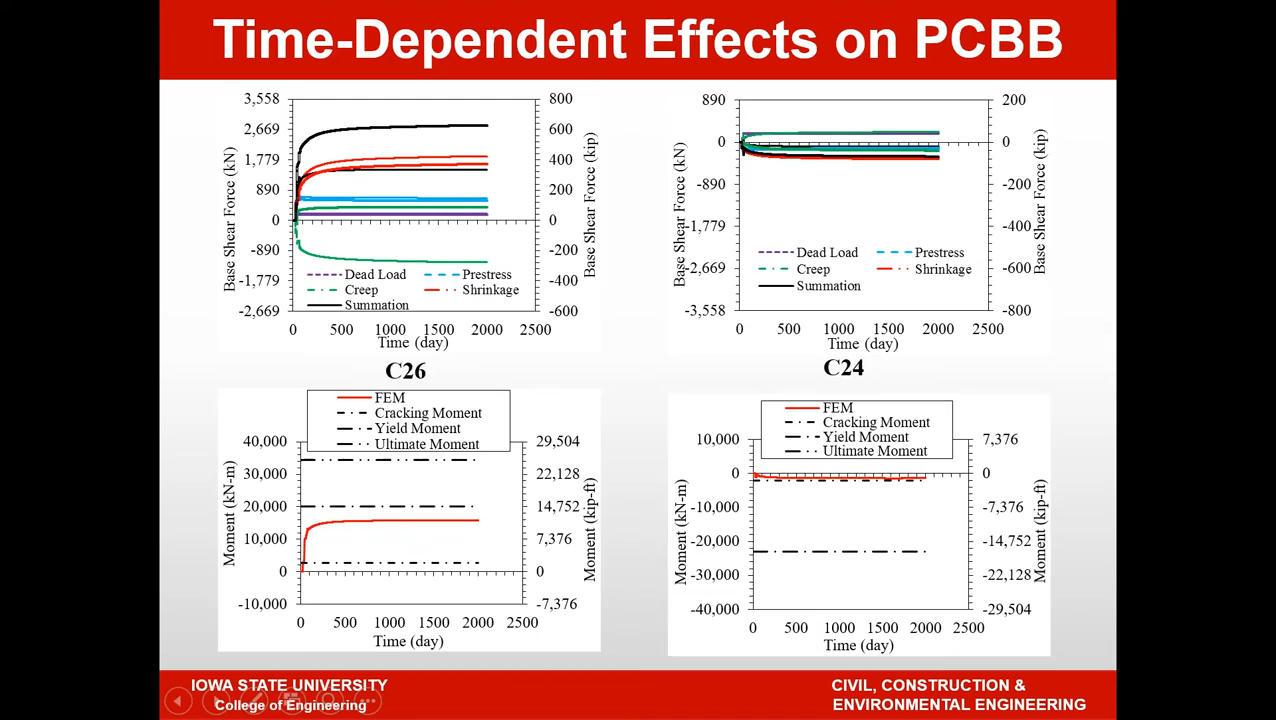 Time-Dependent Effects on PCBB
3,558
2,669
1,779
890
0
-890
-1,779
-2,669
Base Shear Force (kN)
800
600
400
200
0
-200
-400
-600
Base Shear Force (kip)
Dead Load
Prestress
Creep
Shrinkage
Summation
0 500 1000 1500 2000 2500
Time (day)
C26
890
0
-890
-1,779
-2,669
-3,558
Base Shear Force (kN)
200
0
-200
-400
-600
-800
Base Shear Force (kip)
Dead Load
Prestress
Creep
Shrinkage
Summation
0 500 1000 1500 2000 2500
Time (day)
C24
FEM
Cracking Moment
Yield Moment
Ultimate Moment
40,000
30,000
20,000
10,000
0
-10,000
Moment (kN-m)
29,504
22,128
14,752
7,376
0
-7,376
Moment (kip-ft)
0 500 1000 1500 2000 2500
Time (day)
FEM
Cracking Moment
Yield Moment
Ultimate Moment
10,000
0
-10,000
-20,000
-30,000
-40,000
Moment (kN-m)
7,376
0
-7,376
-14,752
-22,128
-29,504
Moment (kip-ft)
0 500 1000 1500 2000 2500
Time (day)
IOWA STATE UNIVERSITY
College of Engineering
CIVIL, CONSTRUCTION &
ENVIRONMENTAL ENGINEERING